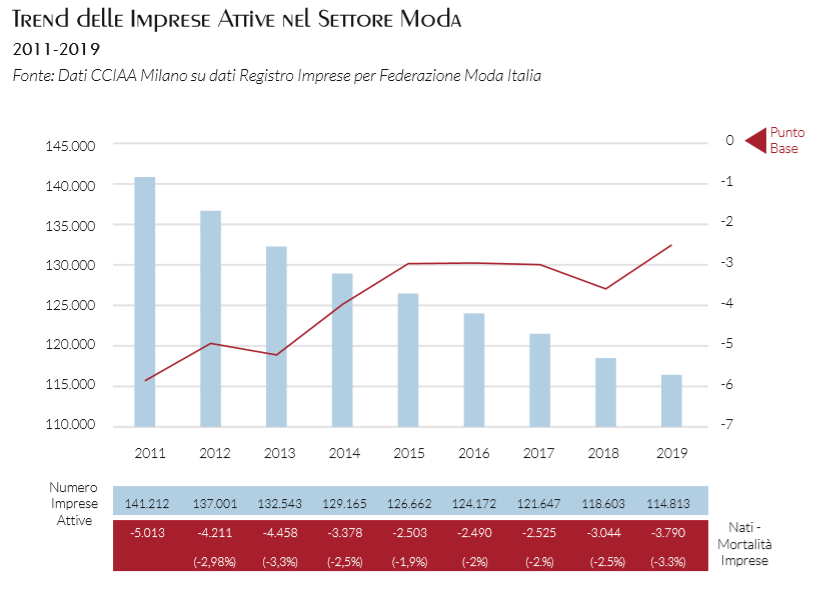 Trend delle Imprese Attive nel Settore Moda
2011-2019
Fonte: Dati CCIAA Milano su dati Registro Imprese per Federazione Moda Italia
145.000
140.000
135.000
130.000
125.000
120.000
115.000
110.000
0
-1
-2
-3
-4
-5
-6
-7
Punto
Base
2011 2012 2013 2014 2015 2016 2017 2018 2019
Numero
Imprese
Attive
141.212 137.001 132.543 129.165 126.662 124.172 121.647 118.603 114.813
-5.013 -4.211 -4.458 -3.378 -2.503 -2.490 -2.525 -3.044 -3.790
(-2,98%) (-3,3%) (-2,5%) (-1,9%) (-2%) (-2.%) (-2.5%) (-3.3%)
Nati -
Mortalità
Imprese